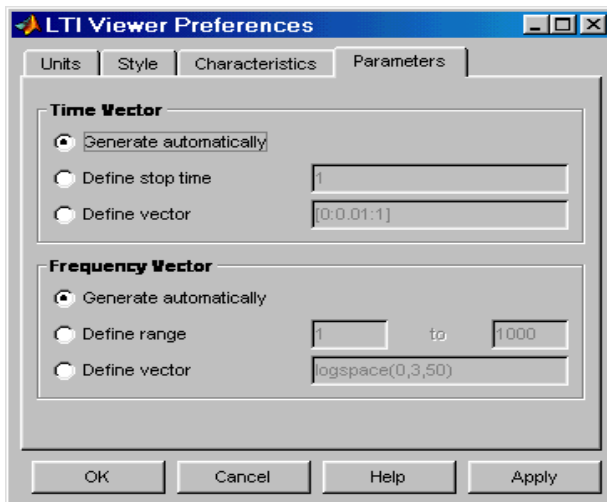 LTI Viewer Preferences
Units Style Characteristics Parameters
Time Vector
Generate automatically
Define stop time 1
Define vector [0:0.01:1]
Frequency Vector
Generate automatically
Define range 1 to 1000
Define vector logspace(0,3,50)
OK Cancel Help Apply